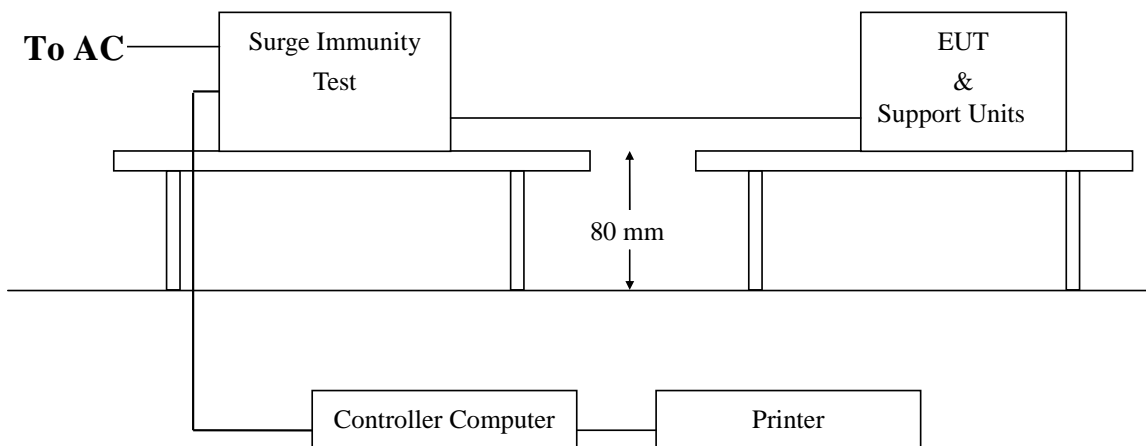 To AC
Surge Immunity
Test
EUT
&
Support Units
80 mm
Controller Computer
Printer